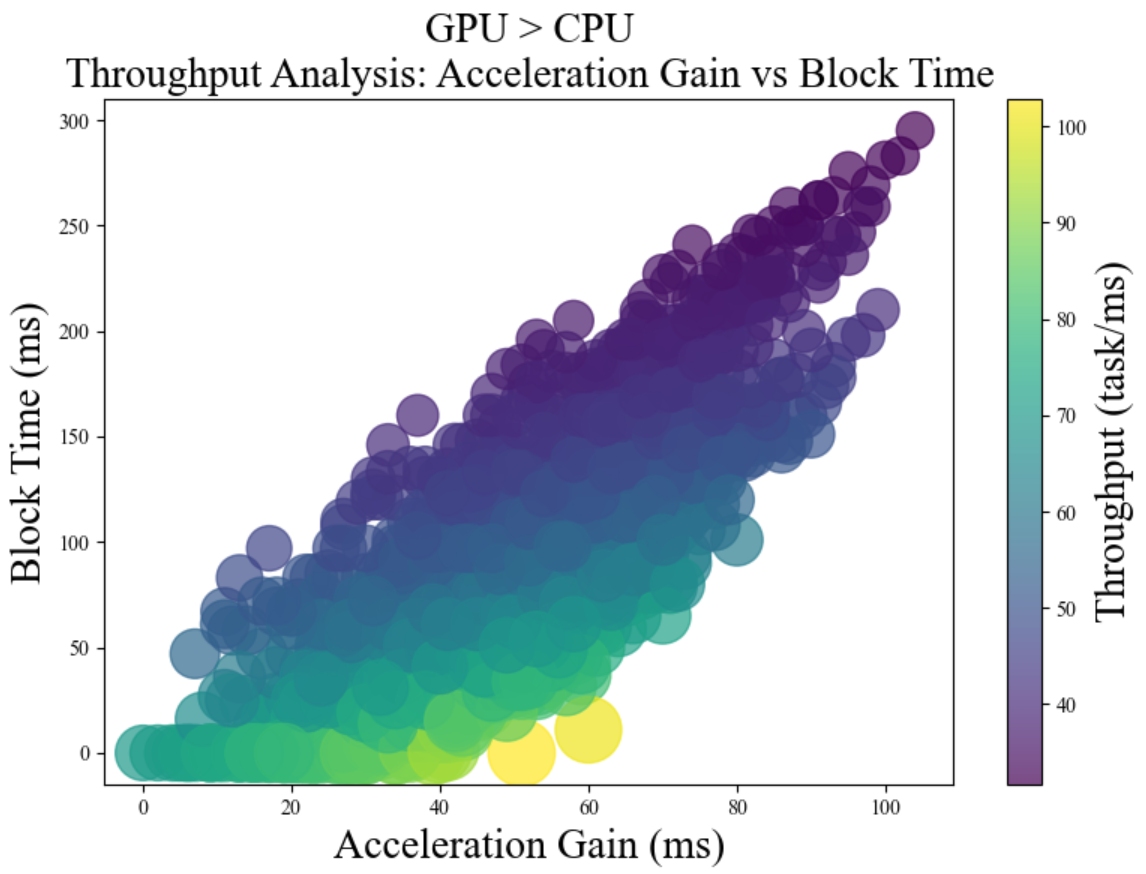 GPU > CPU
Throughput Analysis: Acceleration Gain vs Block Time
300
250
200
150
100
50
0
Block Time (ms)
0 20 40 60 80 100
Acceleration Gain (ms)
100
90
80
70
60
50
40
Throughput (task/ms)